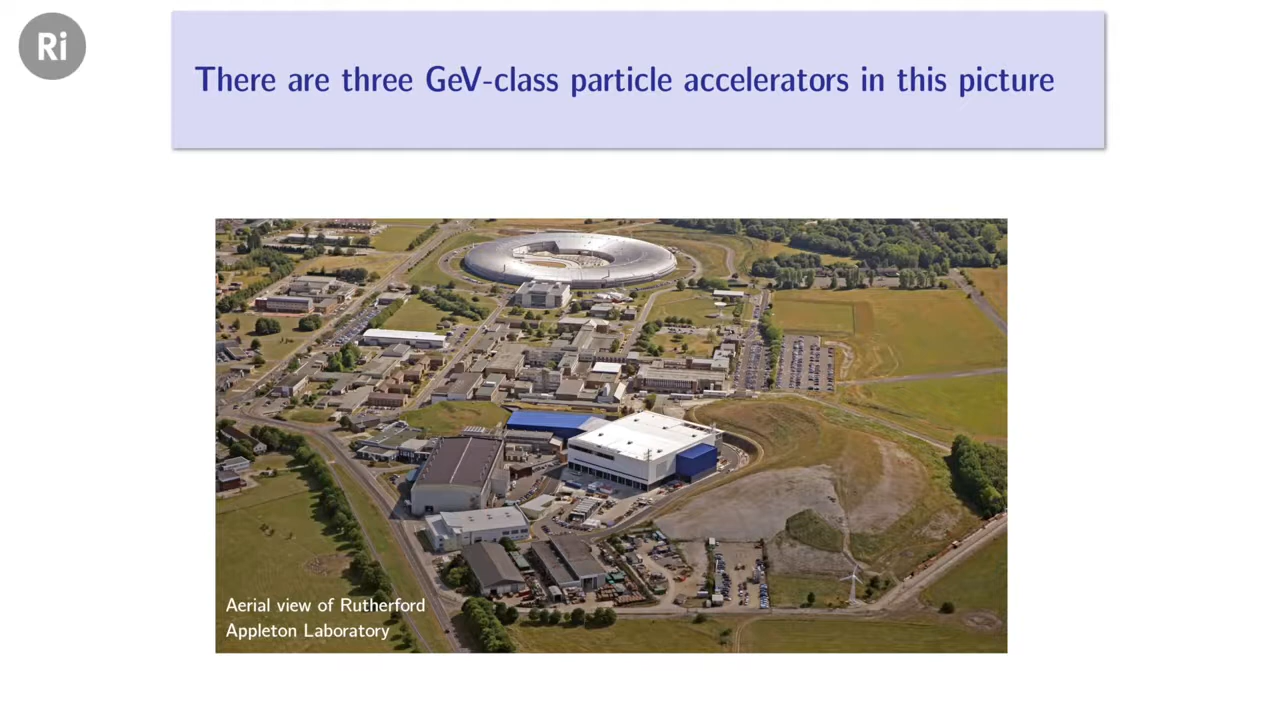 Ri
There are three GeV-class particle accelerators in this picture
Aerial view of Rutherford
Appleton Laboratory